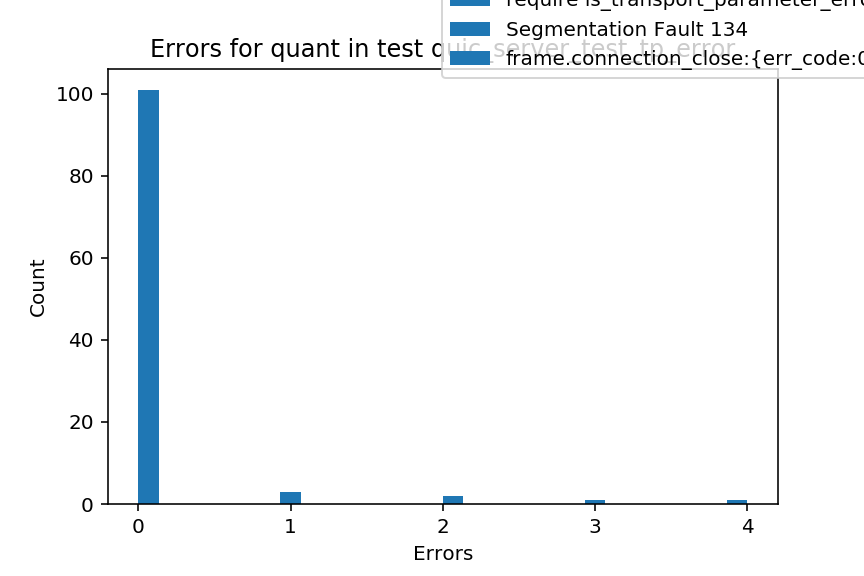 require is_transport_parameter_erro
Segmentation Fault 134
Errors for quant in test quic_server_test_tp_error
frame.connection_close:{err_code:0
100
80
60
40
20
0
Count
0 1 2 3 4
Errors